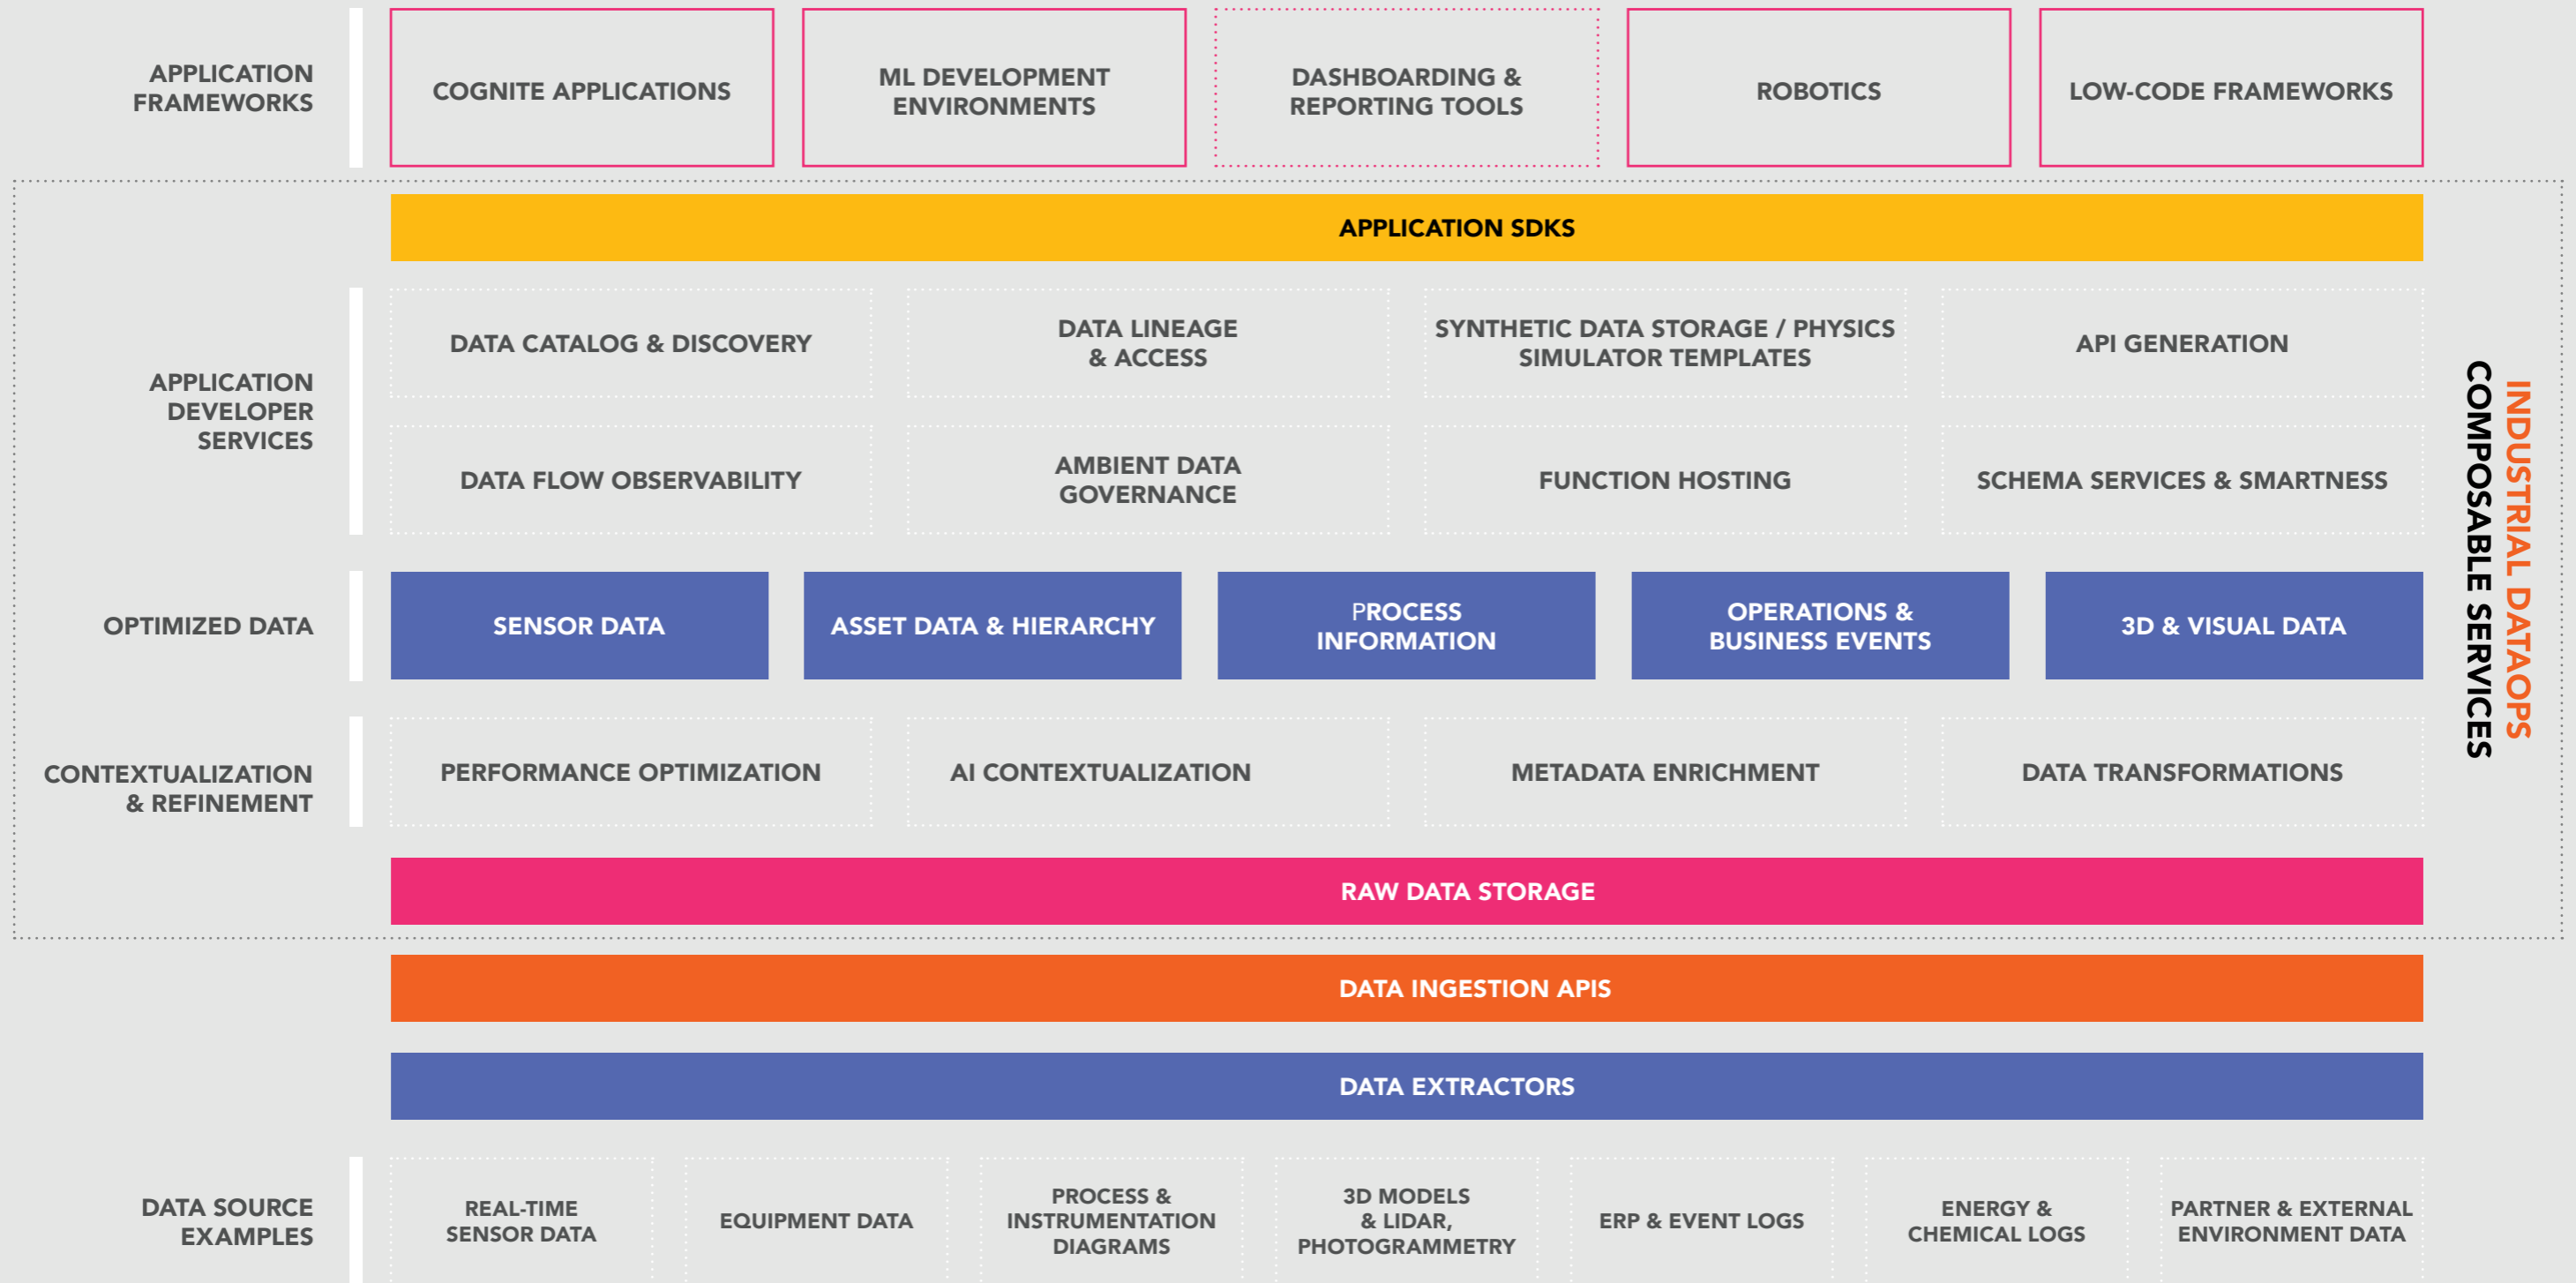 APPLICATION
FRAMEWORKS
COGNITE APPLICATIONS
ML DEVELOPMENT
ENVIRONMENTS
DASHBOARDING &
REPORTING TOOLS
ROBOTICS
LOW-CODE FRAMEWORKS
APPLICATION SDKS
APPLICATION
DEVELOPER
SERVICES
DATA CATALOG & DISCOVERY
DATA LINEAGE
& ACCESS
SYNTHETIC DATA STORAGE / PHYSICS
SIMULATOR TEMPLATES
API GENERATION
DATA FLOW OBSERVABILITY
AMBIENT DATA
GOVERNANCE
FUNCTION HOSTING
SCHEMA SERVICES & SMARTNESS
OPTIMIZED DATA
SENSOR DATA
ASSET DATA & HIERARCHY
PROCESS
INFORMATION
OPERATIONS &
BUSINESS EVENTS
3D & VISUAL DATA
CONTEXTUALIZATION
& REFINEMENT
PERFORMANCE OPTIMIZATION
AI CONTEXTUALIZATION
METADATA ENRICHMENT
DATA TRANSFORMATIONS
RAW DATA STORAGE
INDUSTRIAL DATAOPS
COMPOSABLE SERVICES
DATA INGESTION APIS
DATA EXTRACTORS
DATA SOURCE
EXAMPLES
REAL-TIME
SENSOR DATA
EQUIPMENT DATA
PROCESS &
INSTRUMENTATION
DIAGRAMS
3D MODELS
& LIDAR,
PHOTOGRAMMETRY
ERP & EVENT LOGS
ENERGY &
CHEMICAL LOGS
PARTNER & EXTERNAL
ENVIRONMENT DATA